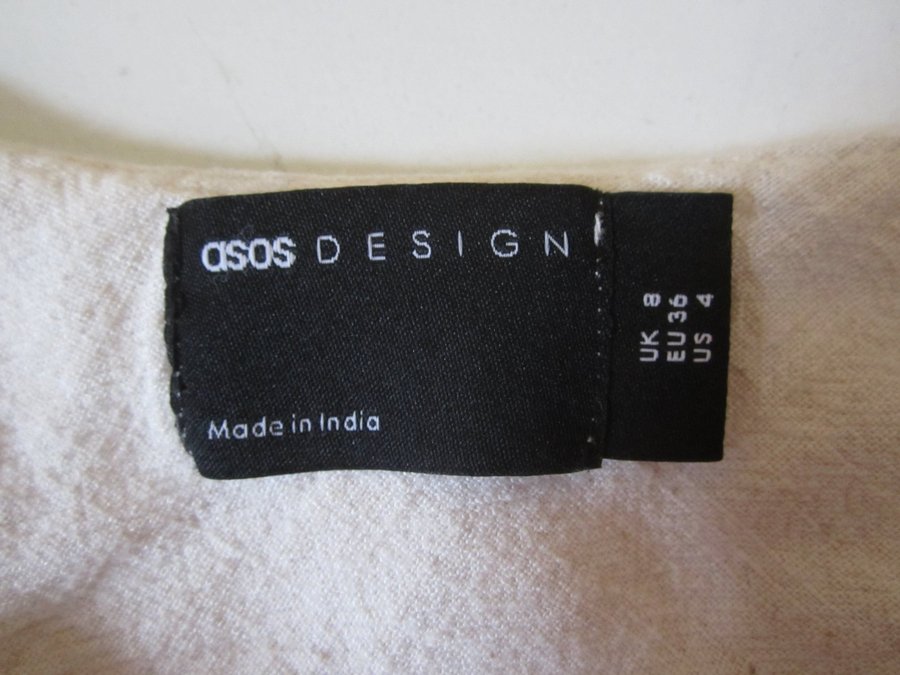 asos DESIGN
Made in India
UK 8
EU 36
US 4